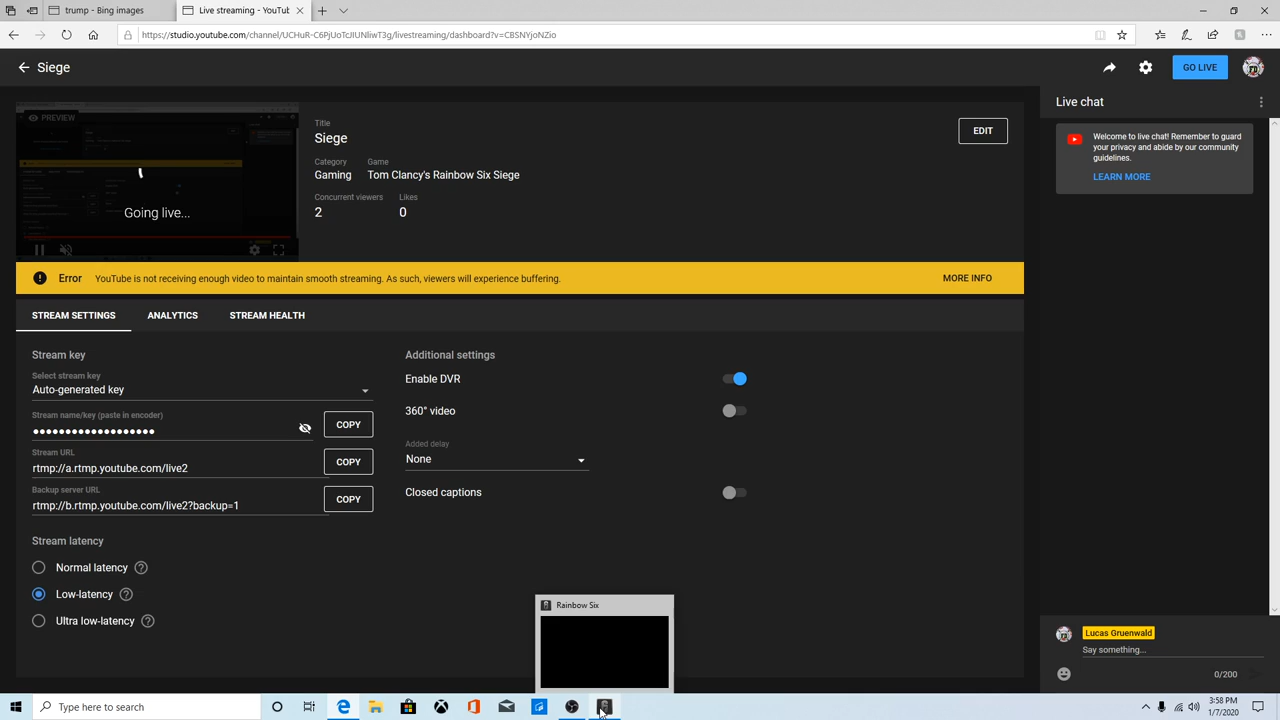 trump - Bing images
Live streaming - YouTu
https://studio.youtube.com/channel/UCHuR-C6PjUoTcJIUNliwT3g/livestreaming/dashboard?v=CBSNYjoNZio
Siege
GO LIVE
PREVIEW
Going live...
Title
Siege
EDIT
Category
Game
Gaming
Tom Clancy's Rainbow Six Siege
Concurrent viewers
Likes
2
0
Error
YouTube is not receiving enough video to maintain smooth streaming. As such, viewers will experience buffering.
MORE INFO
STREAM SETTINGS
ANALYTICS
STREAM HEALTH
Stream key
Select stream key
Auto-generated key
Stream name/key (paste in encoder)
•••••••••••••••••••
COPY
Stream URL
rtmp://a.rtmp.youtube.com/live2
COPY
Backup server URL
rtmp://b.rtmp.youtube.com/live2?backup=1
COPY
Stream latency
Normal latency
Low-latency
Ultra low-latency
Additional settings
Enable DVR
360° video
Added delay
None
Closed captions
Live chat
Welcome to live chat! Remember to guard
your privacy and abide by our community
guidelines.
LEARN MORE
Lucas Gruenwald
Say something...
0/200
Rainbow Six
Type here to search
3:58 PM
1/7/2020